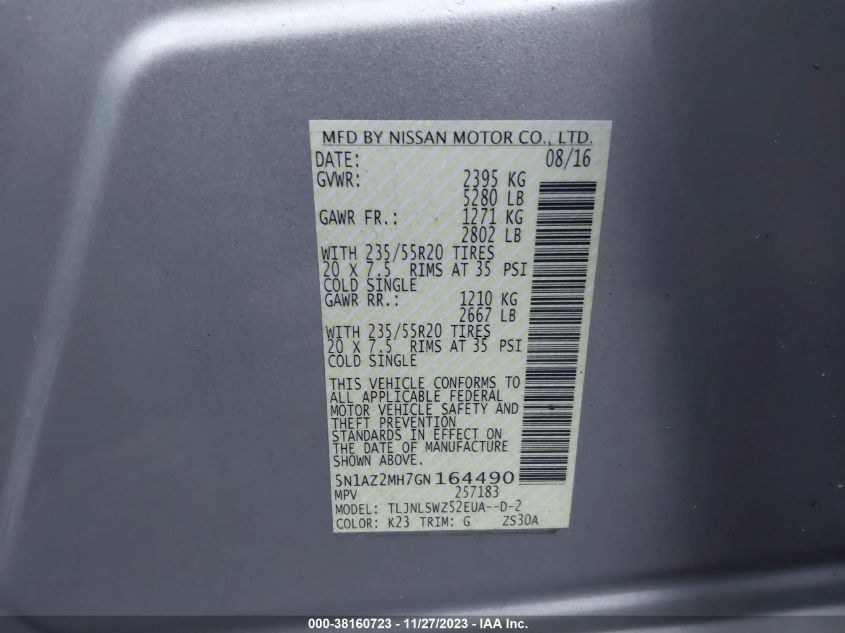 MFD BY NISSAN MOTOR CO., LTD.
DATE: 08/16
GVWR: 2395 KG
5280 LB
GAWR FR.: 1271 KG
2802 LB
WITH 235/55R20 TIRES
20 X 7.5 RIMS AT 35 PSI
COLD SINGLE
GAWR RR.: 1210 KG
2667 LB
WITH 235/55R20 TIRES
20 X 7.5 RIMS AT 35 PSI
COLD SINGLE
THIS VEHICLE CONFORMS TO
ALL APPLICABLE FEDERAL
MOTOR VEHICLE SAFETY AND
THEFT PREVENTION
STANDARDS IN EFFECT ON
THE DATE OF MANUFACTURE
SHOWN ABOVE.
5N1AZ2MH7GN164490
MPV 257183
MODEL: TLJNLSWZ52EUA--D-2
COLOR: K23 TRIM: G ZS30A
000-38160723 - 11/27/2023 - IAA Inc.